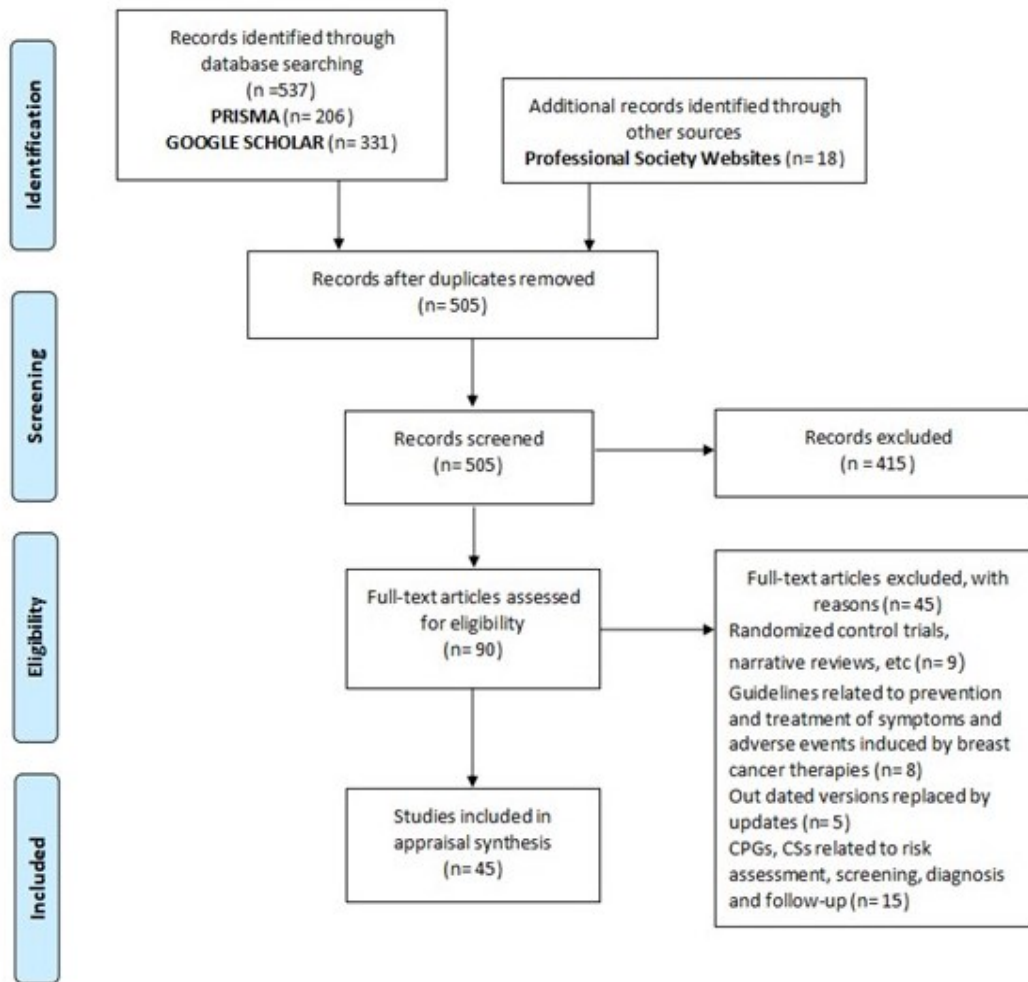 Identification
Records identified through
database searching
(n =537)
PRISMA (n= 206)
GOOGLE SCHOLAR (n= 331)
Additional records identified through
other sources
Professional Society Websites (n= 18)
Records after duplicates removed
(n= 505)
Screening
Records screened
(n= 505)
Records excluded
(n = 415)
Eligibility
Full-text articles assessed
for eligibility
(n= 90)
Full-text articles excluded, with
reasons (n= 45)
Randomized control trials,
narrative reviews, etc (n= 9)
Guidelines related to prevention
and treatment of symptoms and
adverse events induced by breast
cancer therapies (n= 8)
Out dated versions replaced by
updates (n= 5)
CPGs, CSs related to risk
assessment, screening, diagnosis
and follow-up (n= 15)
Included
Studies included in
appraisal synthesis
(n= 45)